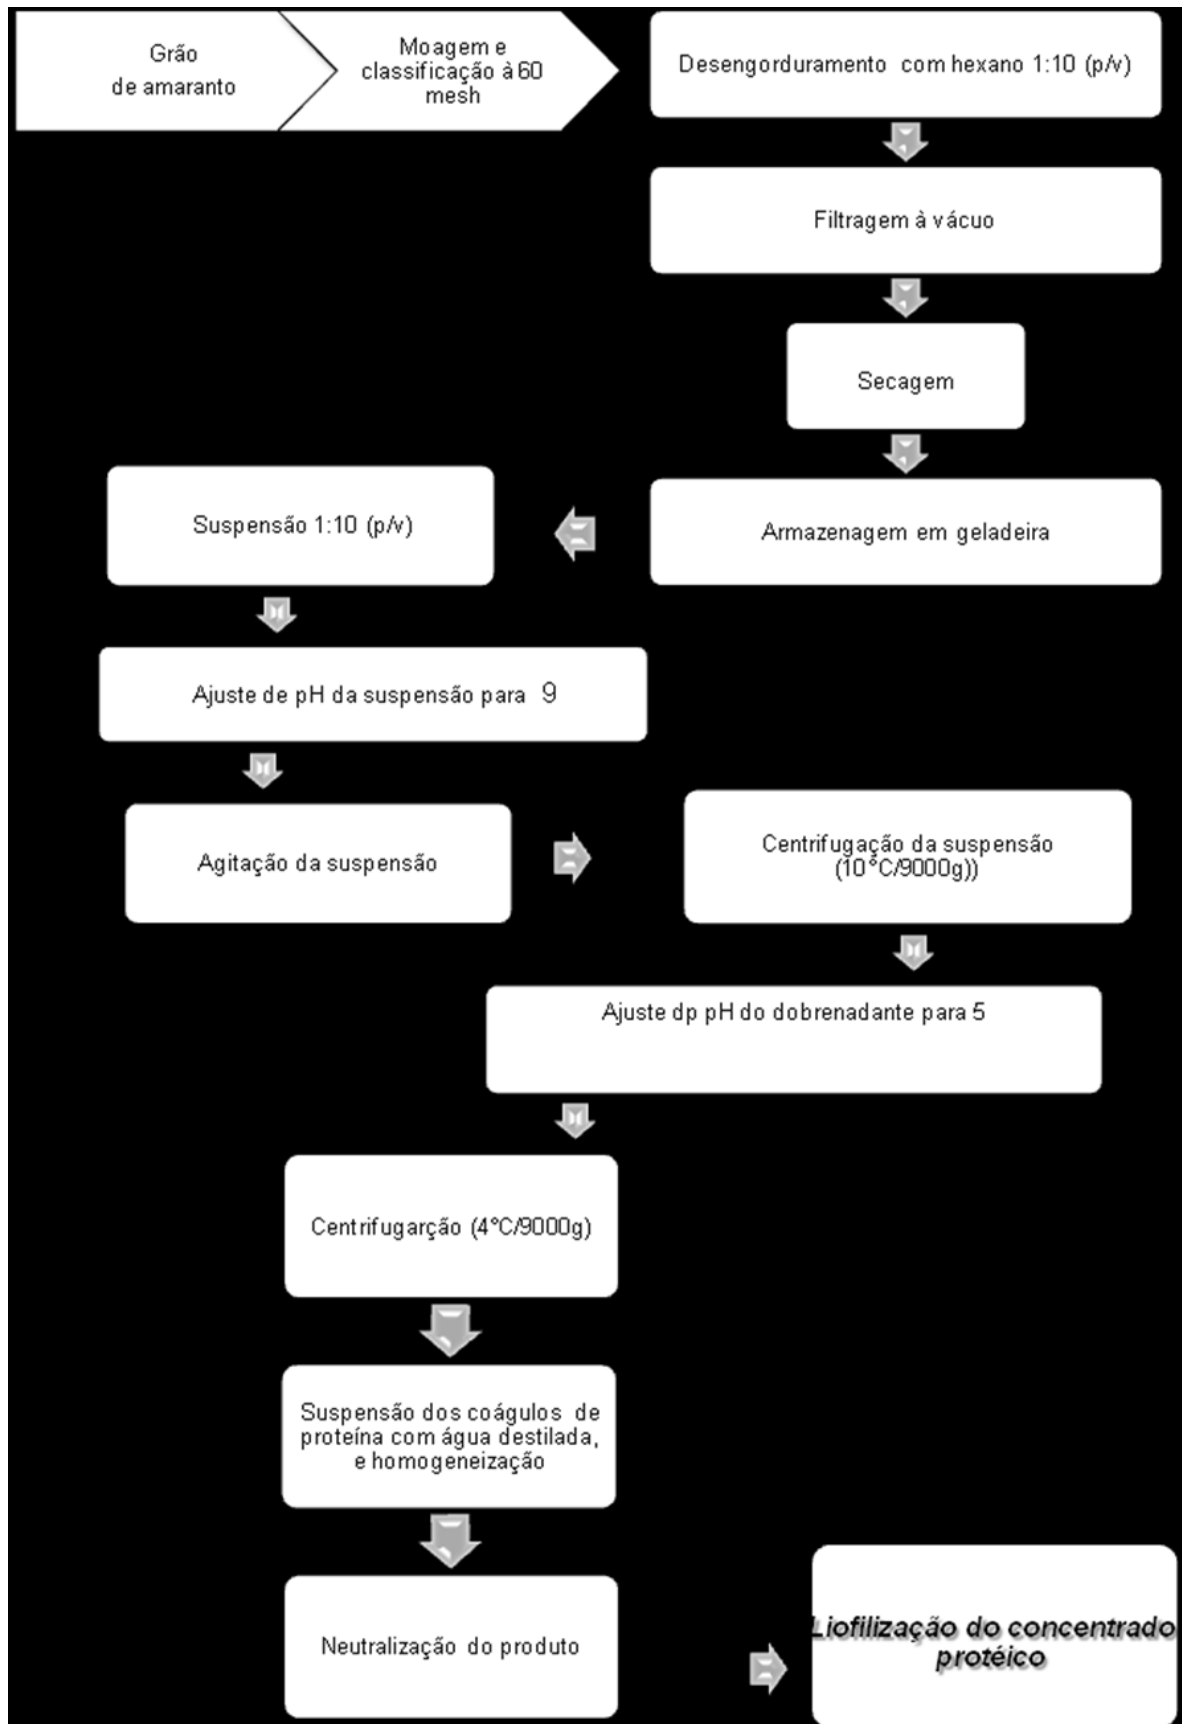 Grão
de amaranto
Moagem e
classificação à 60
mesh
Desengorduramento com hexano 1:10 (p/v)
Filtragem à vácuo
Secagem
Armazenagem em geladeira
Suspensão 1:10 (p/v)
Ajuste de pH da suspensão para 9
Agitação da suspensão
Centrifugação da suspensão
(10°C/9000g))
Ajuste dp pH do dobrenadante para 5
Centrifugarção (4°C/9000g)
Suspensão dos coágulos de
proteína com água destilada,
e homogeneização
Neutralização do produto
Liofilização do concentrado
protéico